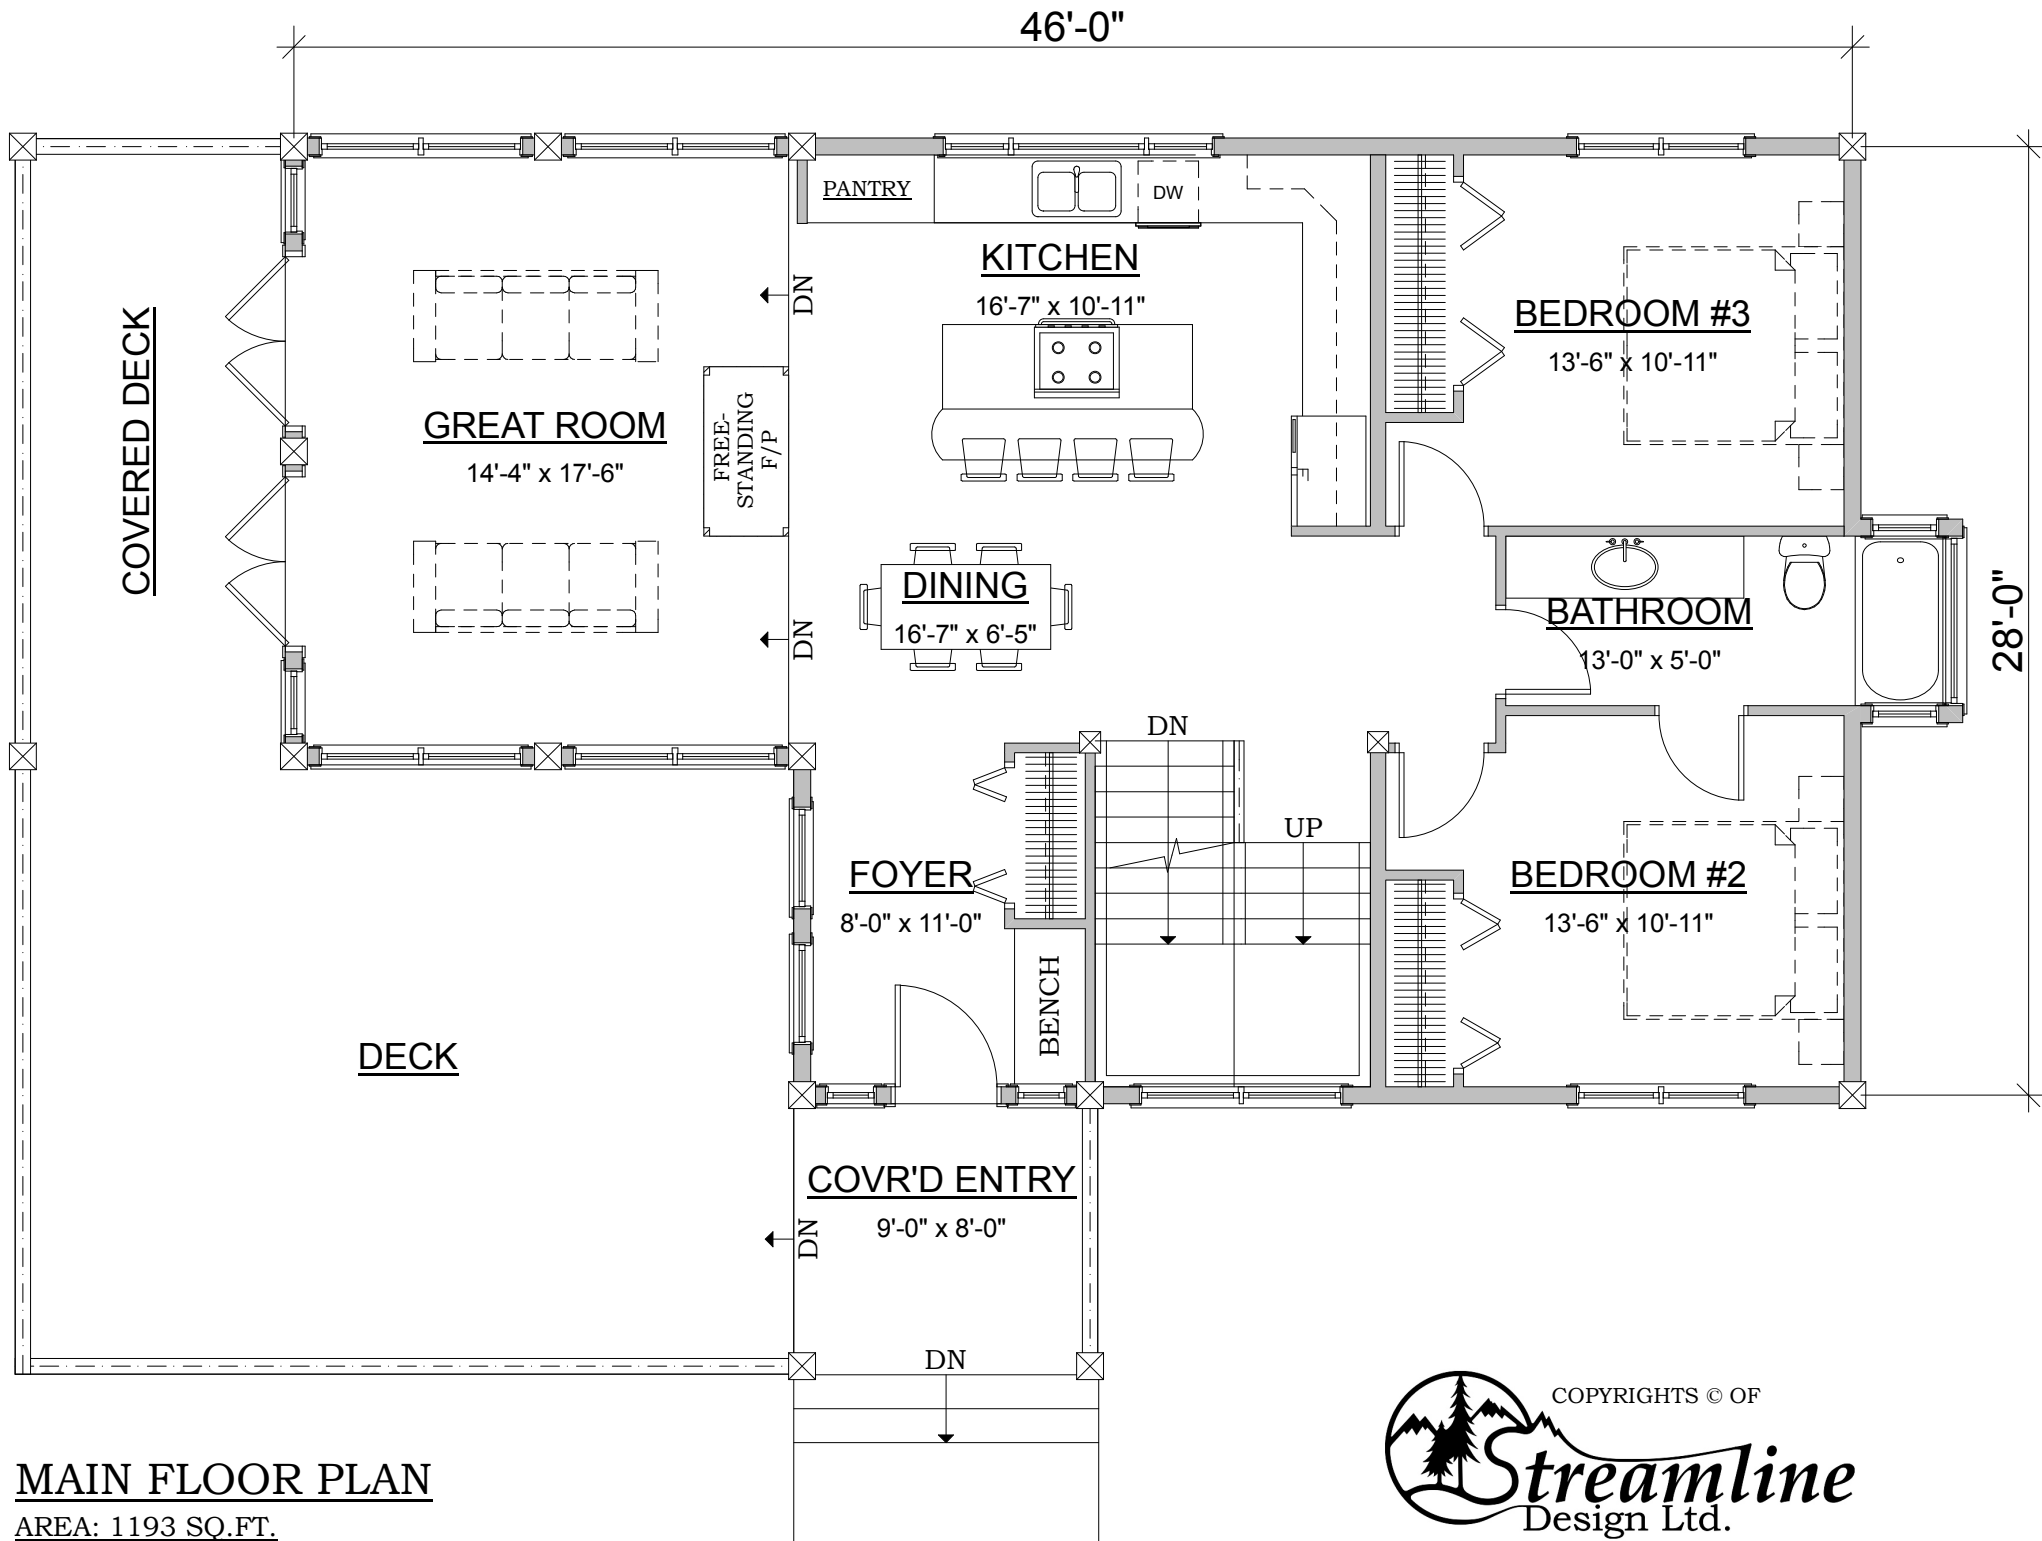 46'-0"
PANTRY
DW
KITCHEN
16'-7" x 10'-11"
DN
BEDROOM #3
13'-6" x 10'-11"
COVERED DECK
GREAT ROOM
14'-4" x 17'-6"
FREE-
STANDING
F/P
DN
DINING
16'-7" x 6'-5"
BATHROOM
13'-0" x 5'-0"
28'-0"
DN
UP
FOYER
8'-0" x 11'-0"
BENCH
BEDROOM #2
13'-6" x 10'-11"
DECK
COVR'D ENTRY
9'-0" x 8'-0"
DN
DN
MAIN FLOOR PLAN
AREA: 1193 SQ.FT.
COPYRIGHTS © OF
Streamline
Design Ltd.